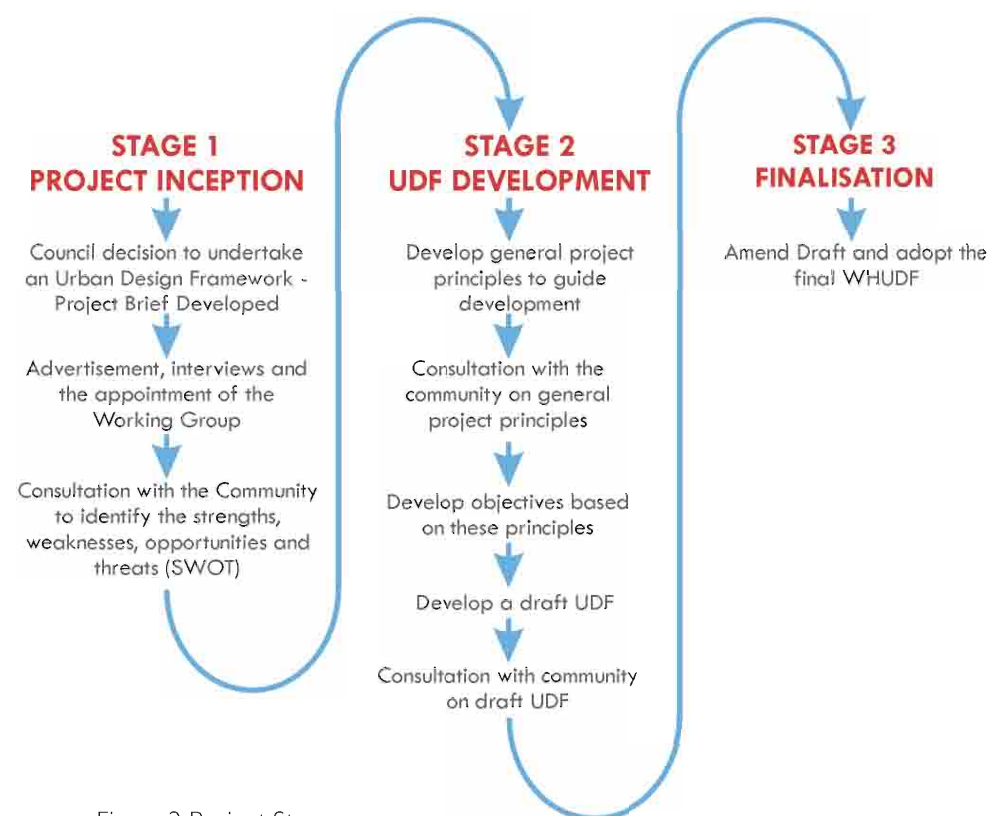 STAGE 1
PROJECT INCEPTION
Council decision to undertake
an Urban Design Framework -
Project Brief Developed
Advertisement, interviews and
the appointment of the
Working Group
Consultation with the Community
to identify the strengths,
weaknesses, opportunities and
threats (SWOT)
STAGE 2
UDF DEVELOPMENT
Develop general project
principles to guide
development
Consultation with the
community on general
project principles
Develop objectives based
on these principles
Develop a draft UDF
Consultation with community
on draft UDF
STAGE 3
FINALISATION
Amend Draft and adopt the
final WHUDF
Project